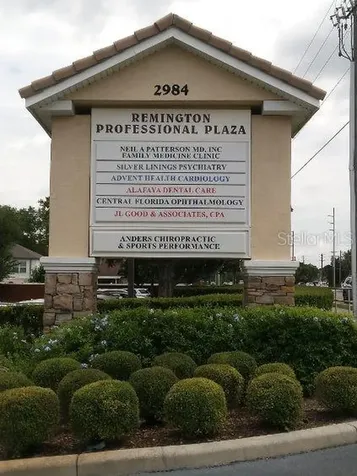 2984
REMINGTON
PROFESSIONAL PLAZA
NEIL A PATTERSON MD, INC
FAMILY MEDICINE CLINIC
SILVER LININGS PSYCHIATRY
ADVENT HEALTH CARDIOLOGY
ALAFAYA DENTAL CARE
CENTRAL FLORIDA OPHTHALMOLOGY
JL GOOD & ASSOCIATES, CPA
ANDERS CHIROPRACTIC
& SPORTS PERFORMANCE
Stellar